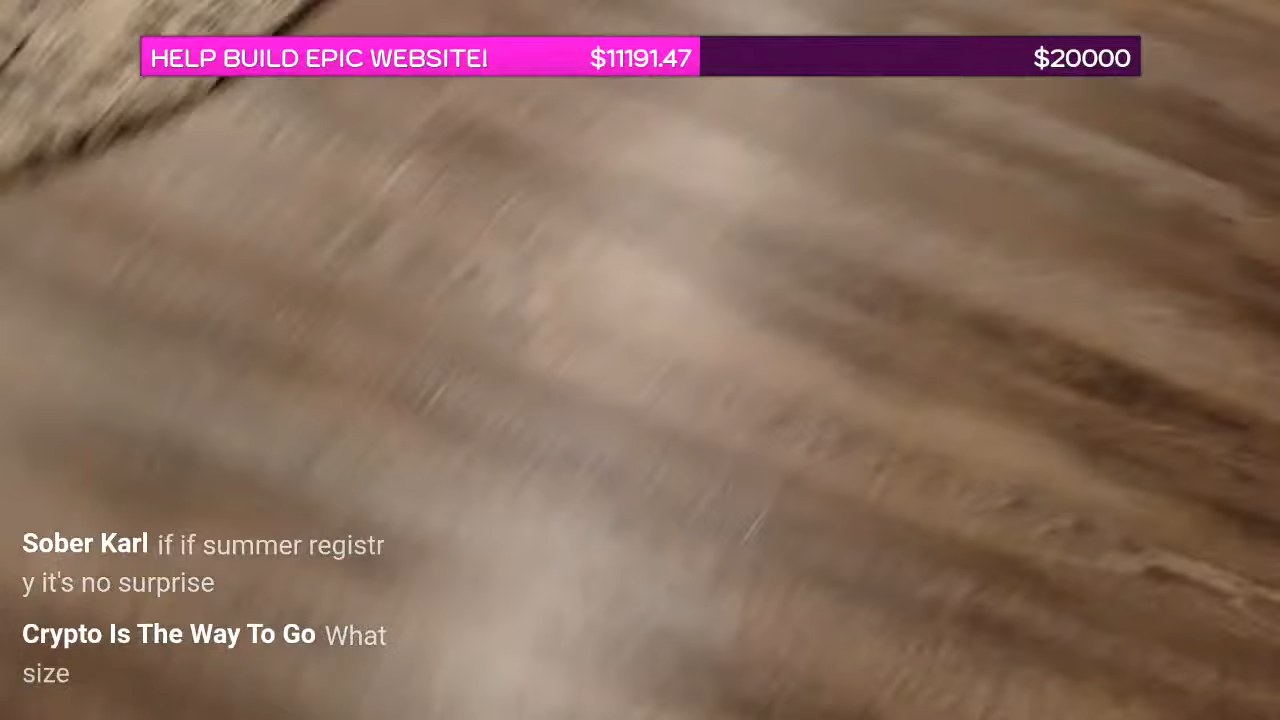 HELP BUILD EPIC WEBSITE! $11191.47 $20000
Sober Karl if if summer registr
y it's no surprise
Crypto Is The Way To Go What
size